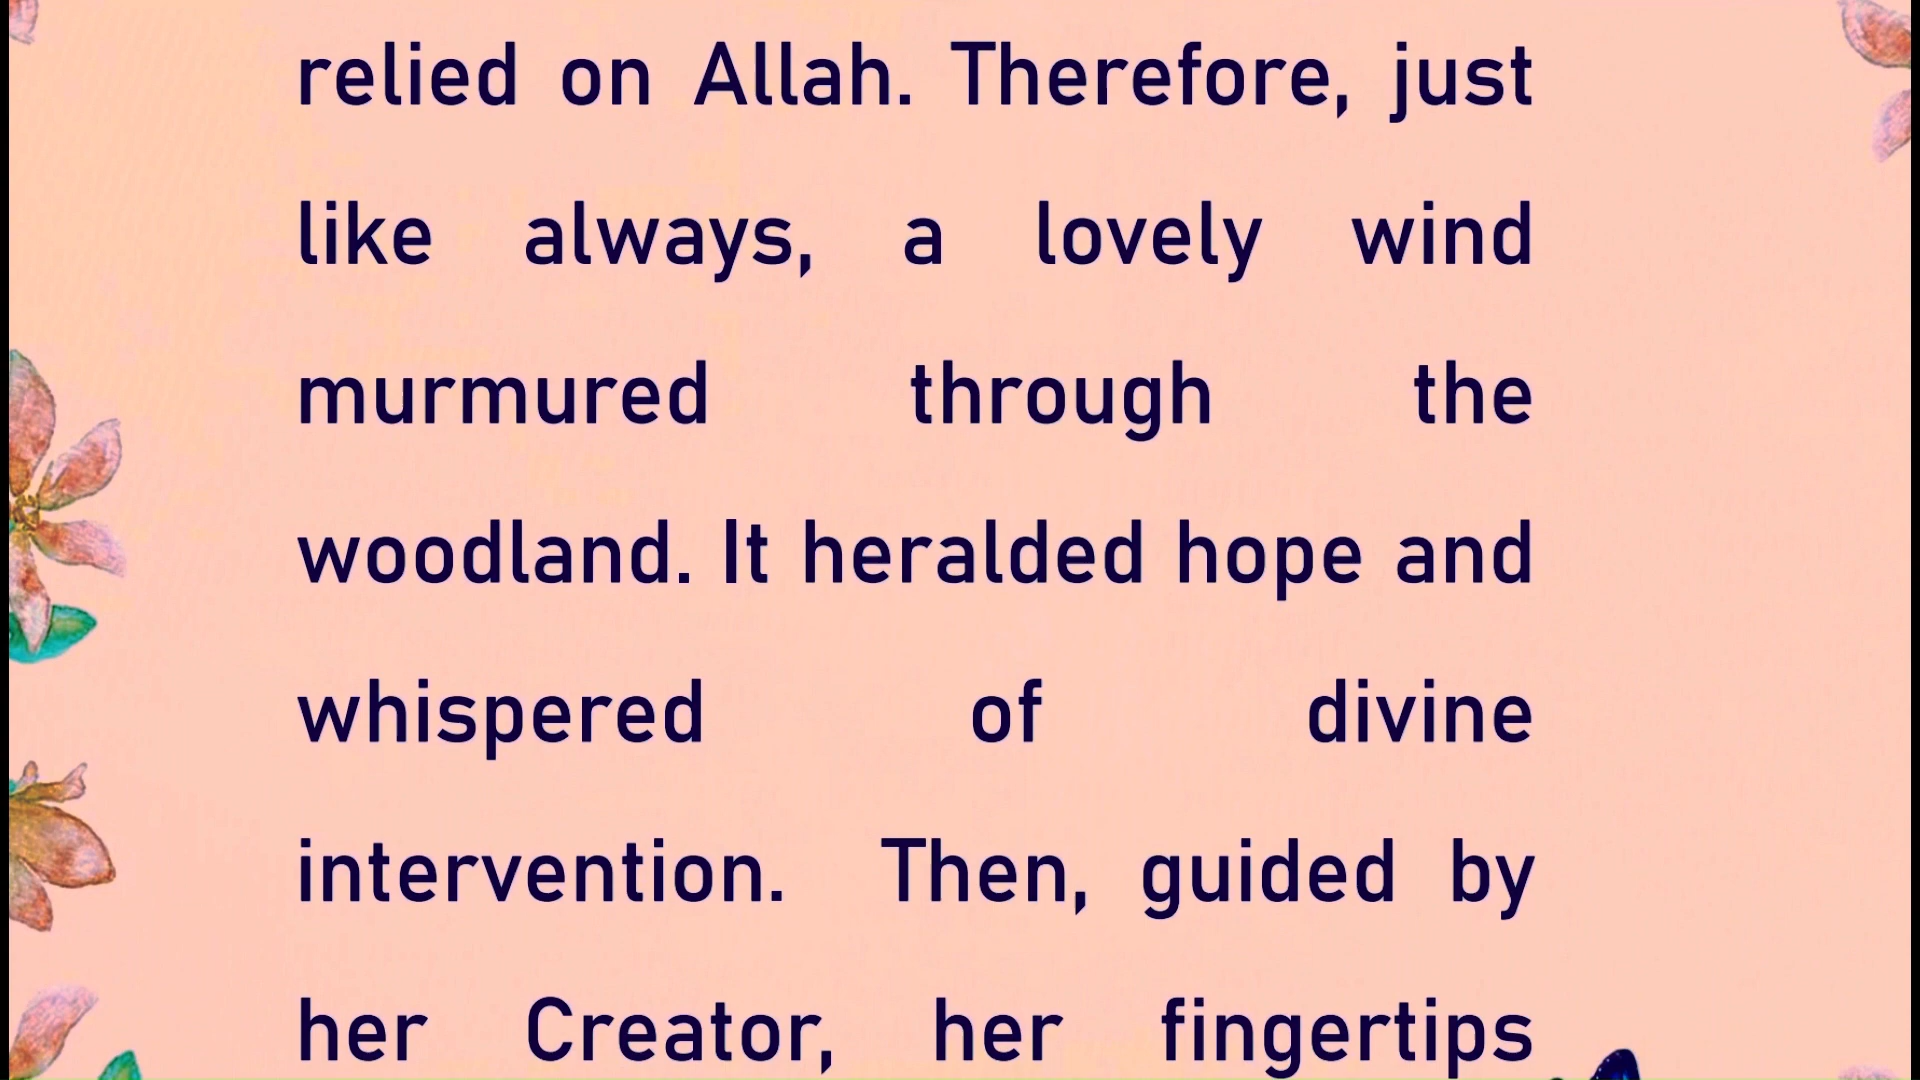 relied on Allah. Therefore, just
like always, a lovely wind
murmured through the
woodland. It heralded hope and
whispered of divine
intervention. Then, guided by
her Creator, her fingertips